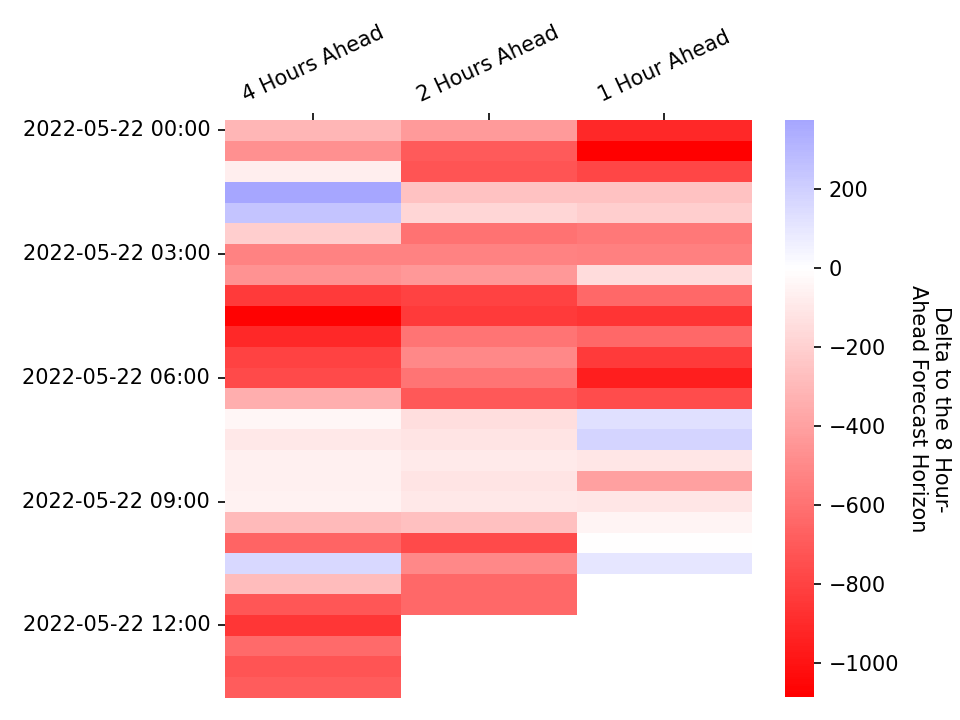 4 Hours Ahead
2 Hours Ahead
1 Hour Ahead
2022-05-22 00:00
2022-05-22 03:00
2022-05-22 06:00
2022-05-22 09:00
2022-05-22 12:00
200
0
−200
−400
−600
−800
−1000
Delta to the 8 Hour-
Ahead Forecast Horizon